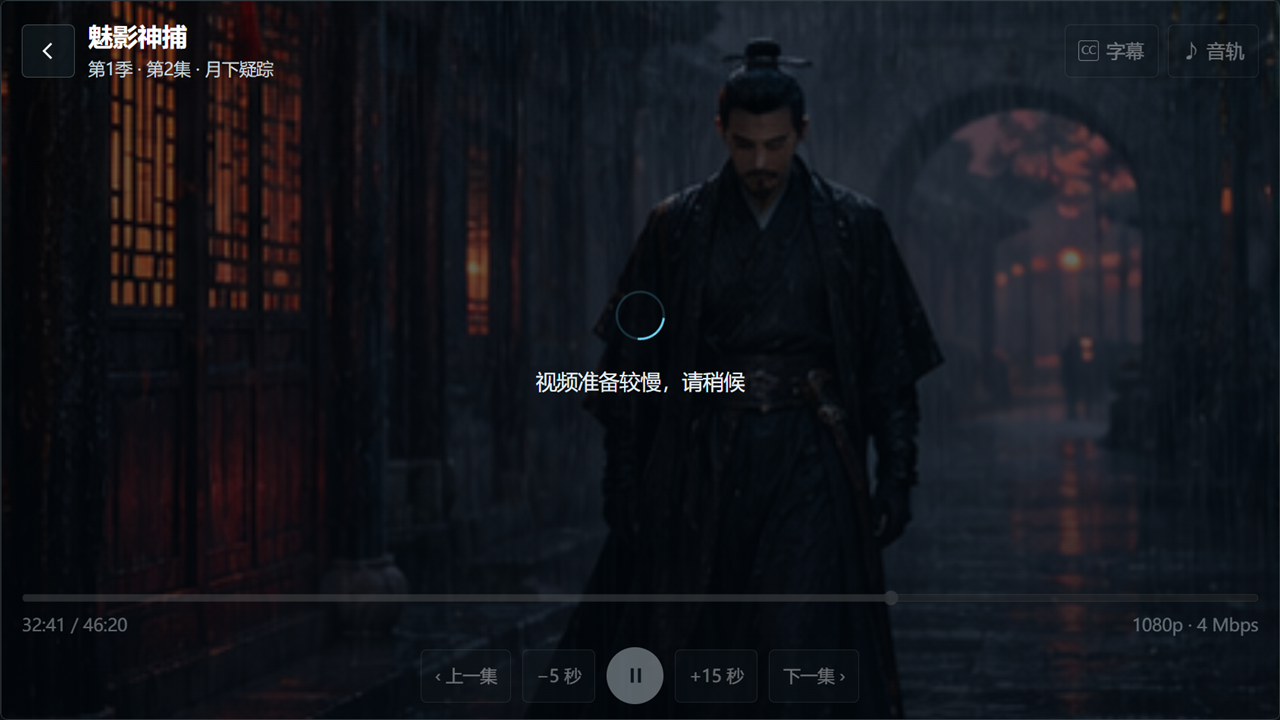 魅影神捕
第1季 · 第2集 · 月下疑踪
CC 字幕
♪ 音轨
视频准备较慢，请稍候
32:41 / 46:20
1080p · 4 Mbps
‹ 上一集
−5 秒
+15 秒
下一集 ›